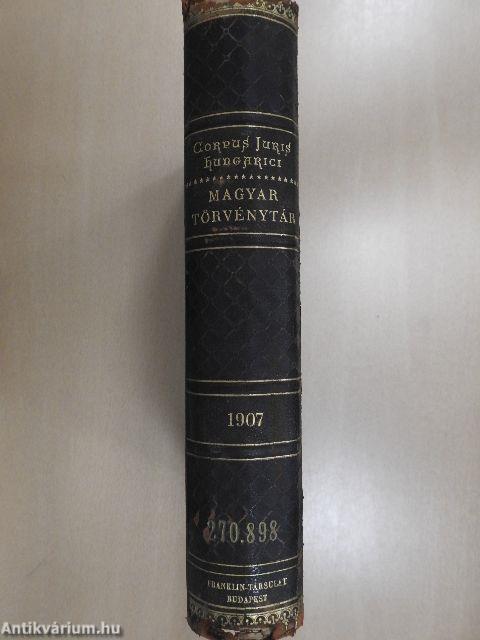 Corpus Juris
Hungarici
MAGYAR
TÖRVÉNYTÁR
1907
270.898
FRANKLIN-TÁRSULAT
BUDAPEST
Antikvárium.hu